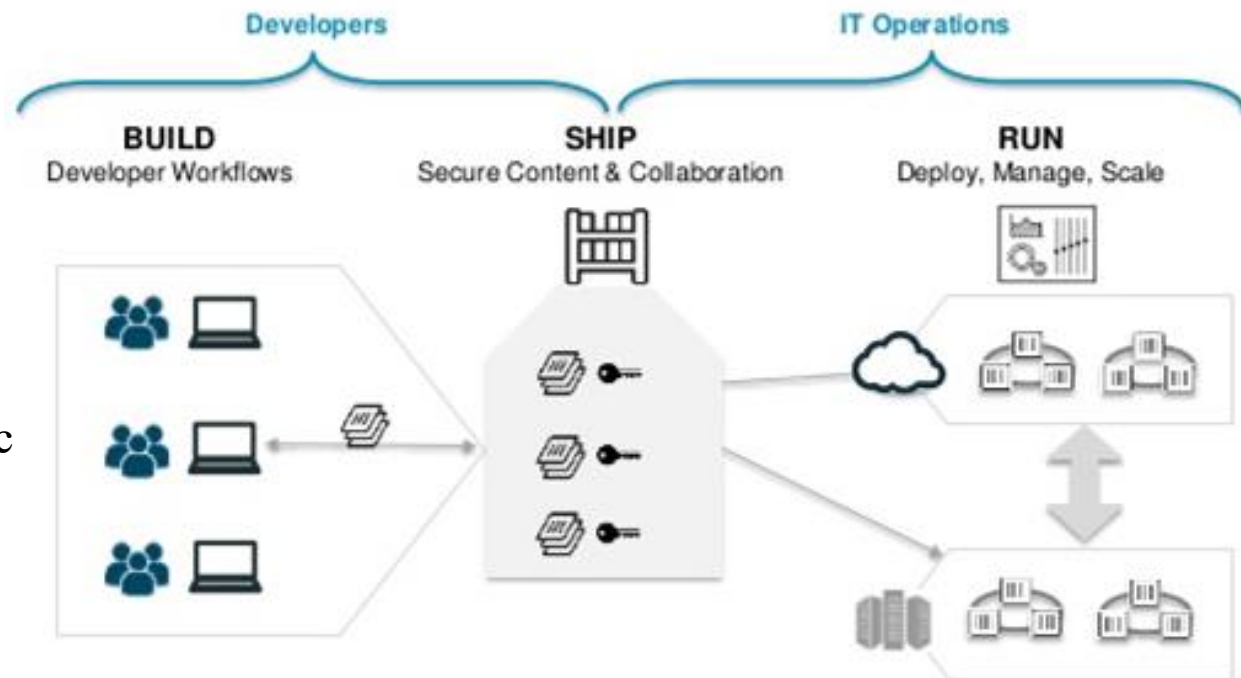 Developers
IT Operations
BUILD
Developer Workflows
SHIP
Secure Content & Collaboration
RUN
Deploy, Manage, Scale
c